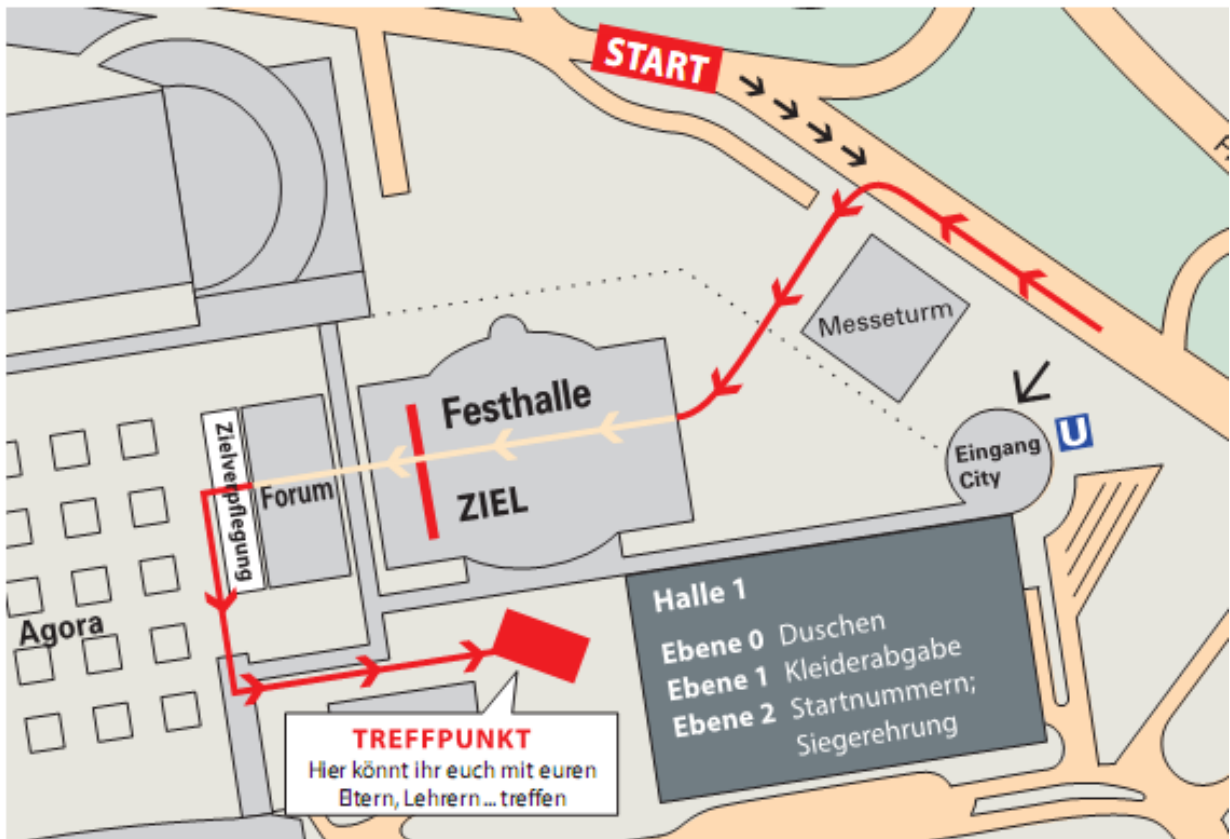 START
Messeturm
Festhalle
ZIEL
Eingang
City
U
Zielverpflegung
Forum
Agora
Halle 1
Ebene 0 Duschen
Ebene 1 Kleiderabgabe
Ebene 2 Startnummern;
Siegerehrung
TREFFPUNKT
Hier könnt ihr euch mit euren
Eltern, Lehrern ... treffen